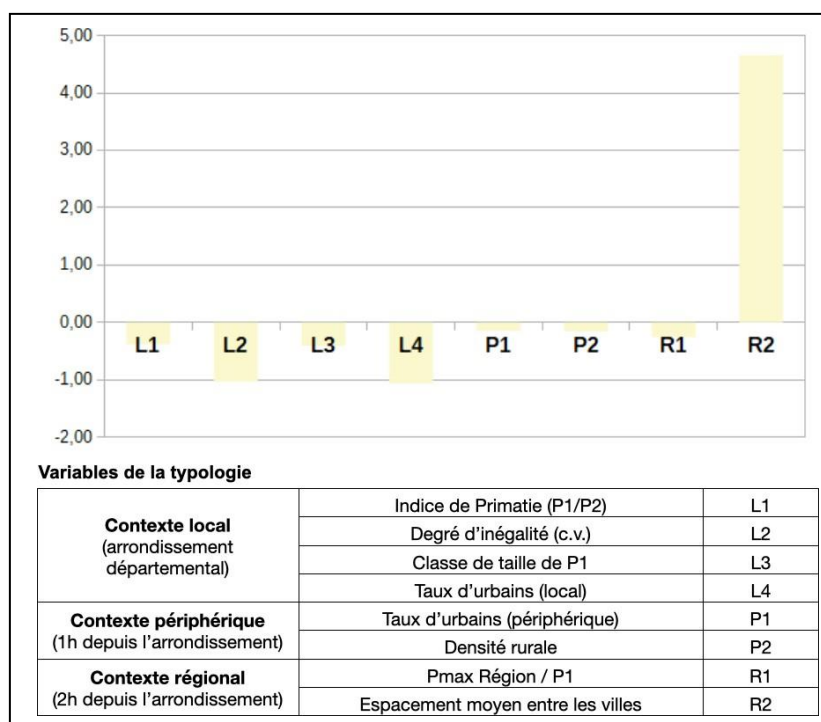 5,00
4,00
3,00
2,00
1,00
0,00
L1 L2 L3 L4 P1 P2 R1 R2
-1,00
-2,00
Variables de la typologie
Contexte local
(arrondissement
départemental)
Indice de Primatie (P1/P2) L1
Degré d'inégalité (c.v.) L2
Classe de taille de P1 L3
Taux d'urbains (local) L4
Contexte périphérique
(1h depuis l'arrondissement)
Taux d'urbains (périphérique) P1
Densité rurale P2
Contexte régional
(2h depuis l'arrondissement)
Pmax Région / P1 R1
Espacement moyen entre les villes R2